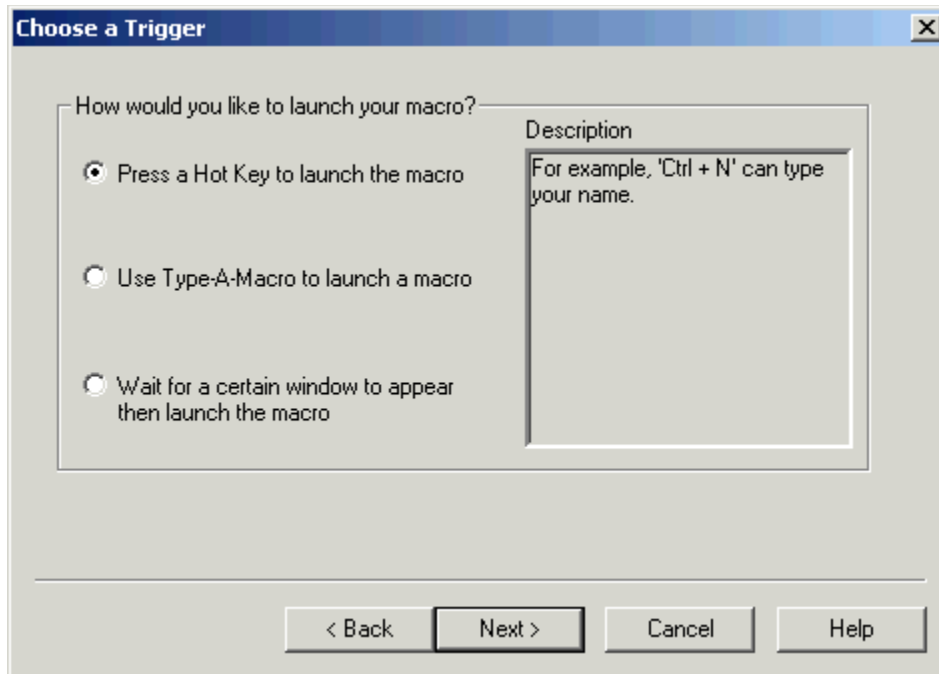 Choose a Trigger
How would you like to launch your macro?
Press a Hot Key to launch the macro
Use Type-A-Macro to launch a macro
Wait for a certain window to appear
then launch the macro
Description
For example, 'Ctrl + N' can type
your name.
< Back
Next >
Cancel
Help